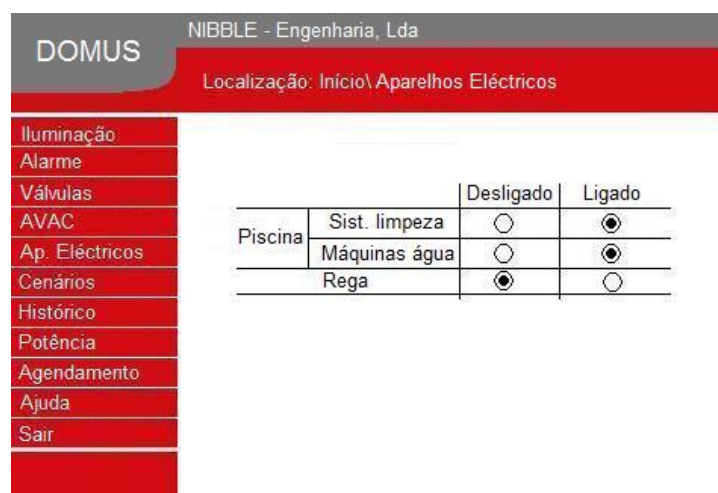 DOMUS
NIBBLE - Engenharia, Lda
Localização: Início\ Aparelhos Eléctricos
Iluminação
Alarme
Válvulas
AVAC
Ap. Eléctricos
Cenários
Histórico
Potência
Agendamento
Ajuda
Sair
Desligado Ligado
Piscina
Sist. limpeza
Máquinas água
Rega